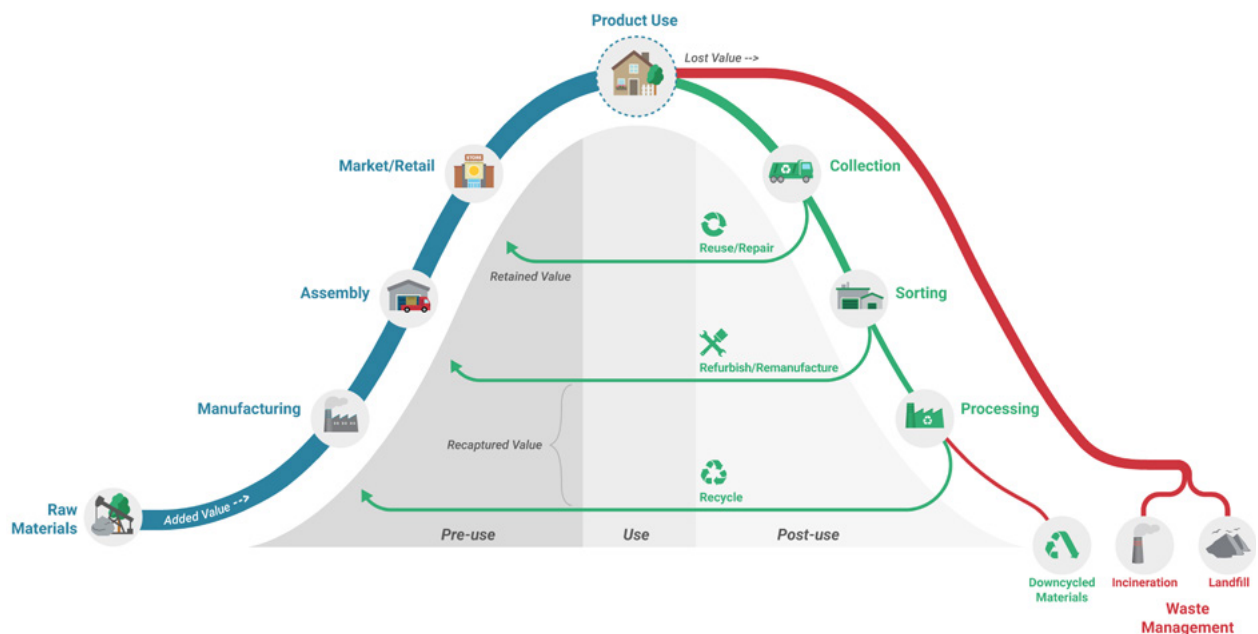 Product Use
Lost Value -->
STORE
Market/Retail
Collection
Reuse/Repair
Retained Value
Assembly
Sorting
Refurbish/Remanufacture
Manufacturing
Processing
Recaptured Value
Raw
Materials
Added Value -->
Recycle
Pre-use
Use
Post-use
Downcycled
Materials
Incineration
Landfill
Waste
Management